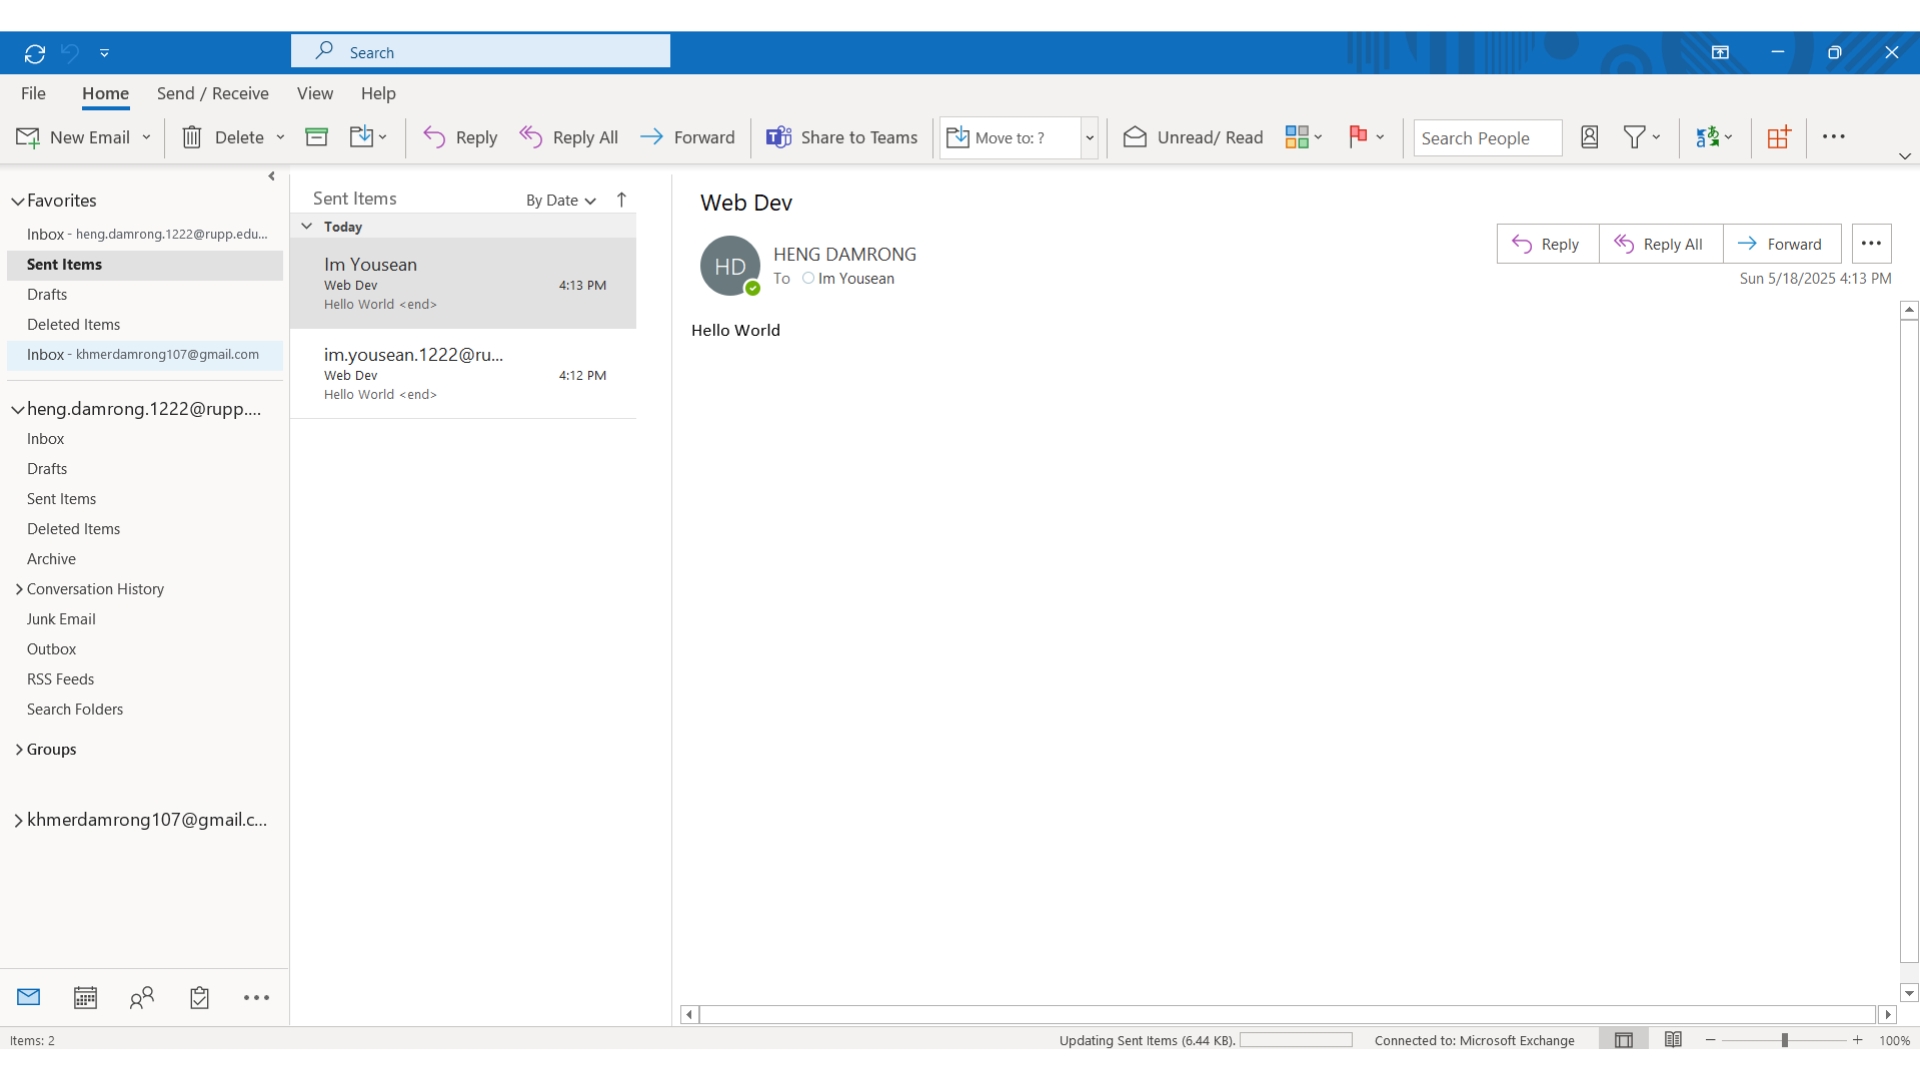 Search
File Home Send / Receive View Help
New Email Delete Reply Reply All Forward Share to Teams Move to: ? Unread/ Read Search People
Favorites
Inbox - heng.damrong.1222@rupp.edu...
Sent Items
Drafts
Deleted Items
Inbox - khmerdamrong107@gmail.com
heng.damrong.1222@rupp....
Inbox
Drafts
Sent Items
Deleted Items
Archive
Conversation History
Junk Email
Outbox
RSS Feeds
Search Folders
Groups
khmerdamrong107@gmail.c...
Sent Items By Date
Today
Im Yousean
Web Dev 4:13 PM
Hello World <end>
im.yousean.1222@ru...
Web Dev 4:12 PM
Hello World <end>
Web Dev
HD
HENG DAMRONG
To Im Yousean
Reply Reply All Forward
Sun 5/18/2025 4:13 PM
Hello World
Items: 2 Updating Sent Items (6.44 KB). Connected to: Microsoft Exchange 100%